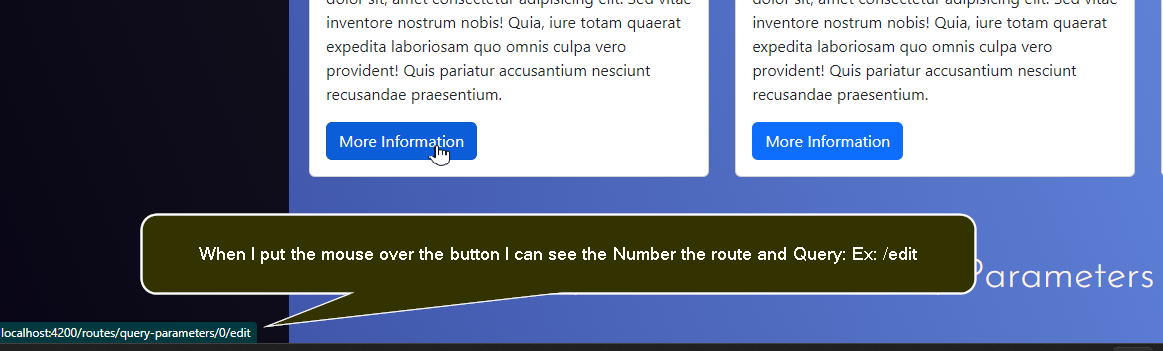 dolor sit, amet consectetur adipisicing elit. Sed vitae
inventore nostrum nobis! Quia, iure totam quaerat
expedita laboriosam quo omnis culpa vero
provident! Quis pariatur accusantium nesciunt
recusandae praesentium.
More Information
dolor sit, amet consectetur adipisicing elit. Sed vitae
inventore nostrum nobis! Quia, iure totam quaerat
expedita laboriosam quo omnis culpa vero
provident! Quis pariatur accusantium nesciunt
recusandae praesentium.
More Information
When I put the mouse over the button I can see the Number the route and Query: Ex: /edit
Parameters
localhost:4200/routes/query-parameters/0/edit